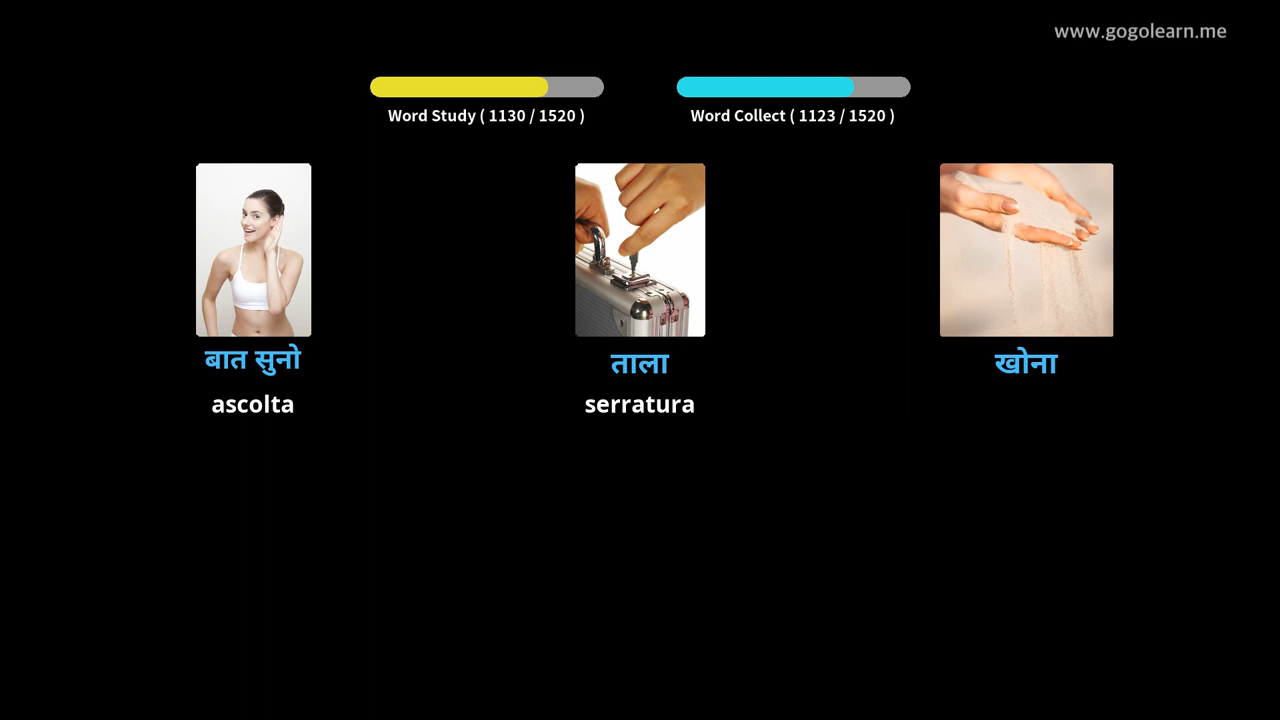 www.gogolearn.me
Word Study ( 1130 / 1520 )
Word Collect ( 1123 / 1520 )
बात सुनो
ताला
खोना
ascolta
serratura